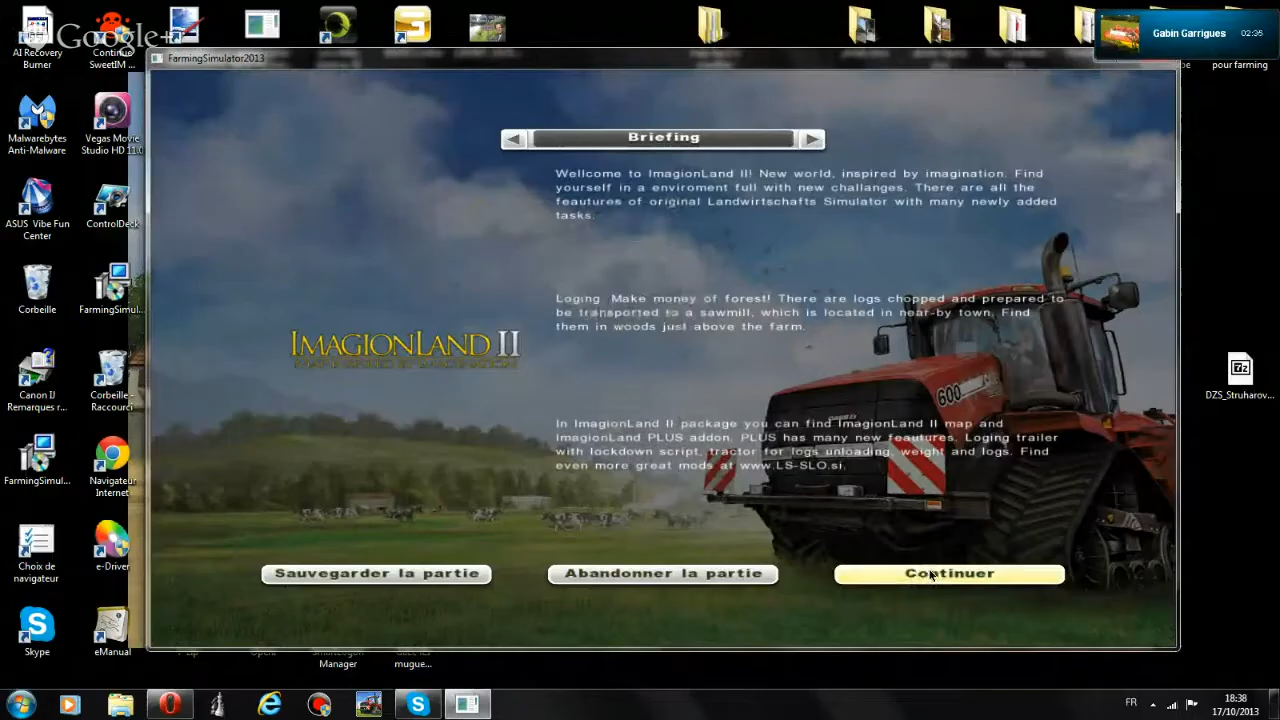 AI Recovery Burner
Continue SweetIM ...
Google+
Gabin Garrigues 02:35
pour farming
FarmingSimulator2013
Malwarebytes Anti-Malware
Vegas Movie Studio HD 11.0
ASUS Vibe Fun Center
ControlDeck
Corbeille
FarmingSimul...
Canon IJ Remarques r...
Corbeille - Raccourci
FarmingSimul...
Navigateur Internet
Choix de navigateur
e-Driver
Skype
eManual
Manager
mugue...
DZS_Struharov...
Briefing
Wellcome to ImagionLand II! New world, inspired by imagination. Find
yourself in a enviroment full with new challanges. There are all the
feautures of original Landwirtschafts Simulator with many newly added
tasks.
Loging Make money of forest! There are logs chopped and prepared to
be transported to a sawmill, which is located in near-by town. Find
them in woods just above the farm.
IMAGIONLAND II
600
In ImagionLand II package you can find ImagionLand II map and
ImagionLand PLUS addon. PLUS has many new feautures. Loging trailer
with lockdown script, tractor for logs unloading, weight and logs. Find
even more great mods at www.LS-SLO.si.
Sauvegarder la partie
Abandonner la partie
Continuer
FR
18:38
17/10/2013